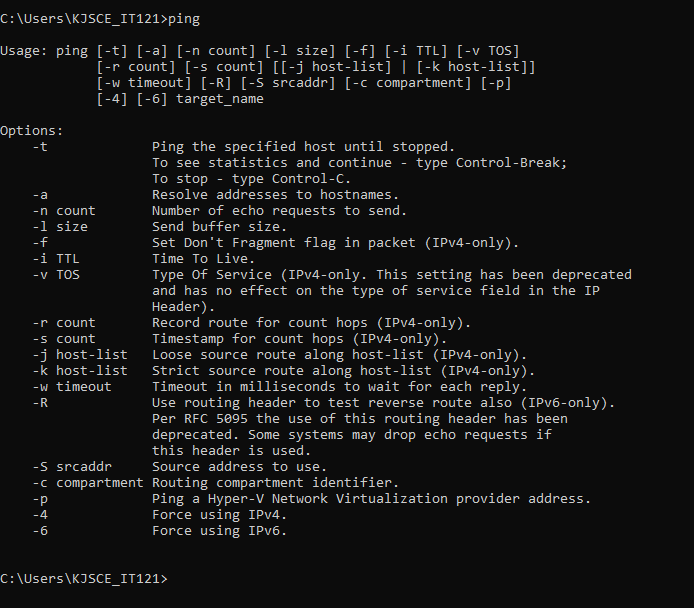 C:\Users\KJSCE_IT121>ping
Usage: ping [-t] [-a] [-n count] [-l size] [-f] [-i TTL] [-v TOS]
            [-r count] [-s count] [[-j host-list] | [-k host-list]]
            [-w timeout] [-R] [-S srcaddr] [-c compartment] [-p]
            [-4] [-6] target_name
Options:
    -t             Ping the specified host until stopped.
                   To see statistics and continue - type Control-Break;
                   To stop - type Control-C.
    -a             Resolve addresses to hostnames.
    -n count       Number of echo requests to send.
    -l size        Send buffer size.
    -f             Set Don't Fragment flag in packet (IPv4-only).
    -i TTL         Time To Live.
    -v TOS         Type Of Service (IPv4-only. This setting has been deprecated
                   and has no effect on the type of service field in the IP
                   Header).
    -r count       Record route for count hops (IPv4-only).
    -s count       Timestamp for count hops (IPv4-only).
    -j host-list   Loose source route along host-list (IPv4-only).
    -k host-list   Strict source route along host-list (IPv4-only).
    -w timeout     Timeout in milliseconds to wait for each reply.
    -R             Use routing header to test reverse route also (IPv6-only).
                   Per RFC 5095 the use of this routing header has been
                   deprecated. Some systems may drop echo requests if
                   this header is used.
    -S srcaddr     Source address to use.
    -c compartment Routing compartment identifier.
    -p             Ping a Hyper-V Network Virtualization provider address.
    -4             Force using IPv4.
    -6             Force using IPv6.
C:\Users\KJSCE_IT121>